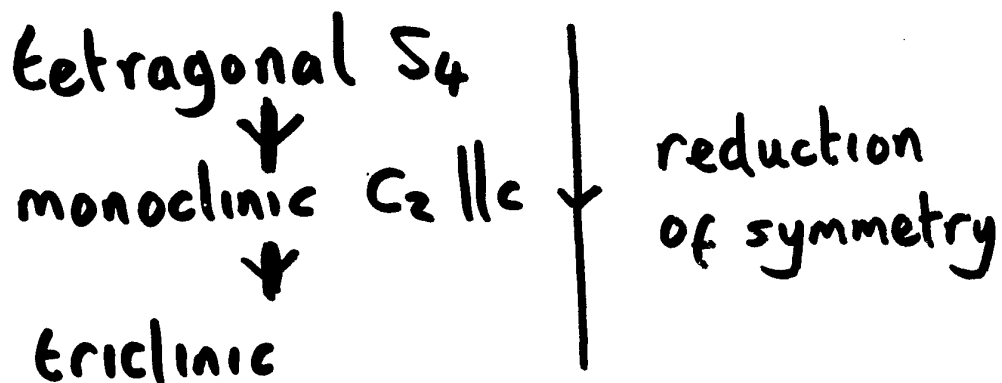 tetragonal S4
monoclinic C2 ||c
triclinic
reduction
of symmetry